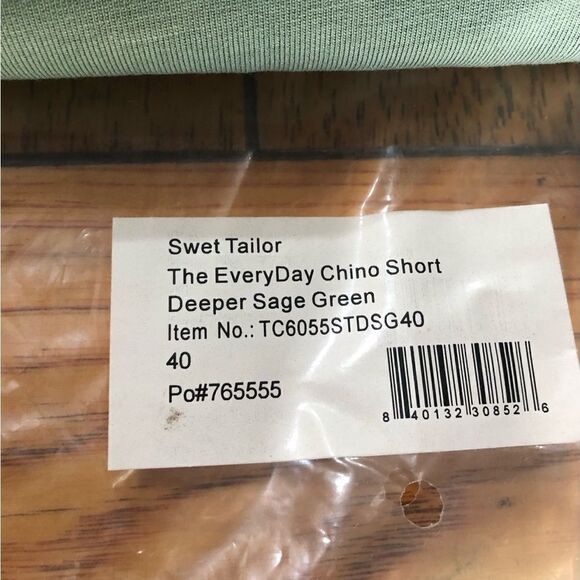 Swet Tailor
The EveryDay Chino Short
Deeper Sage Green
Item No.: TC6055STDSG40
40
Po#765555
8 40132 30852 6